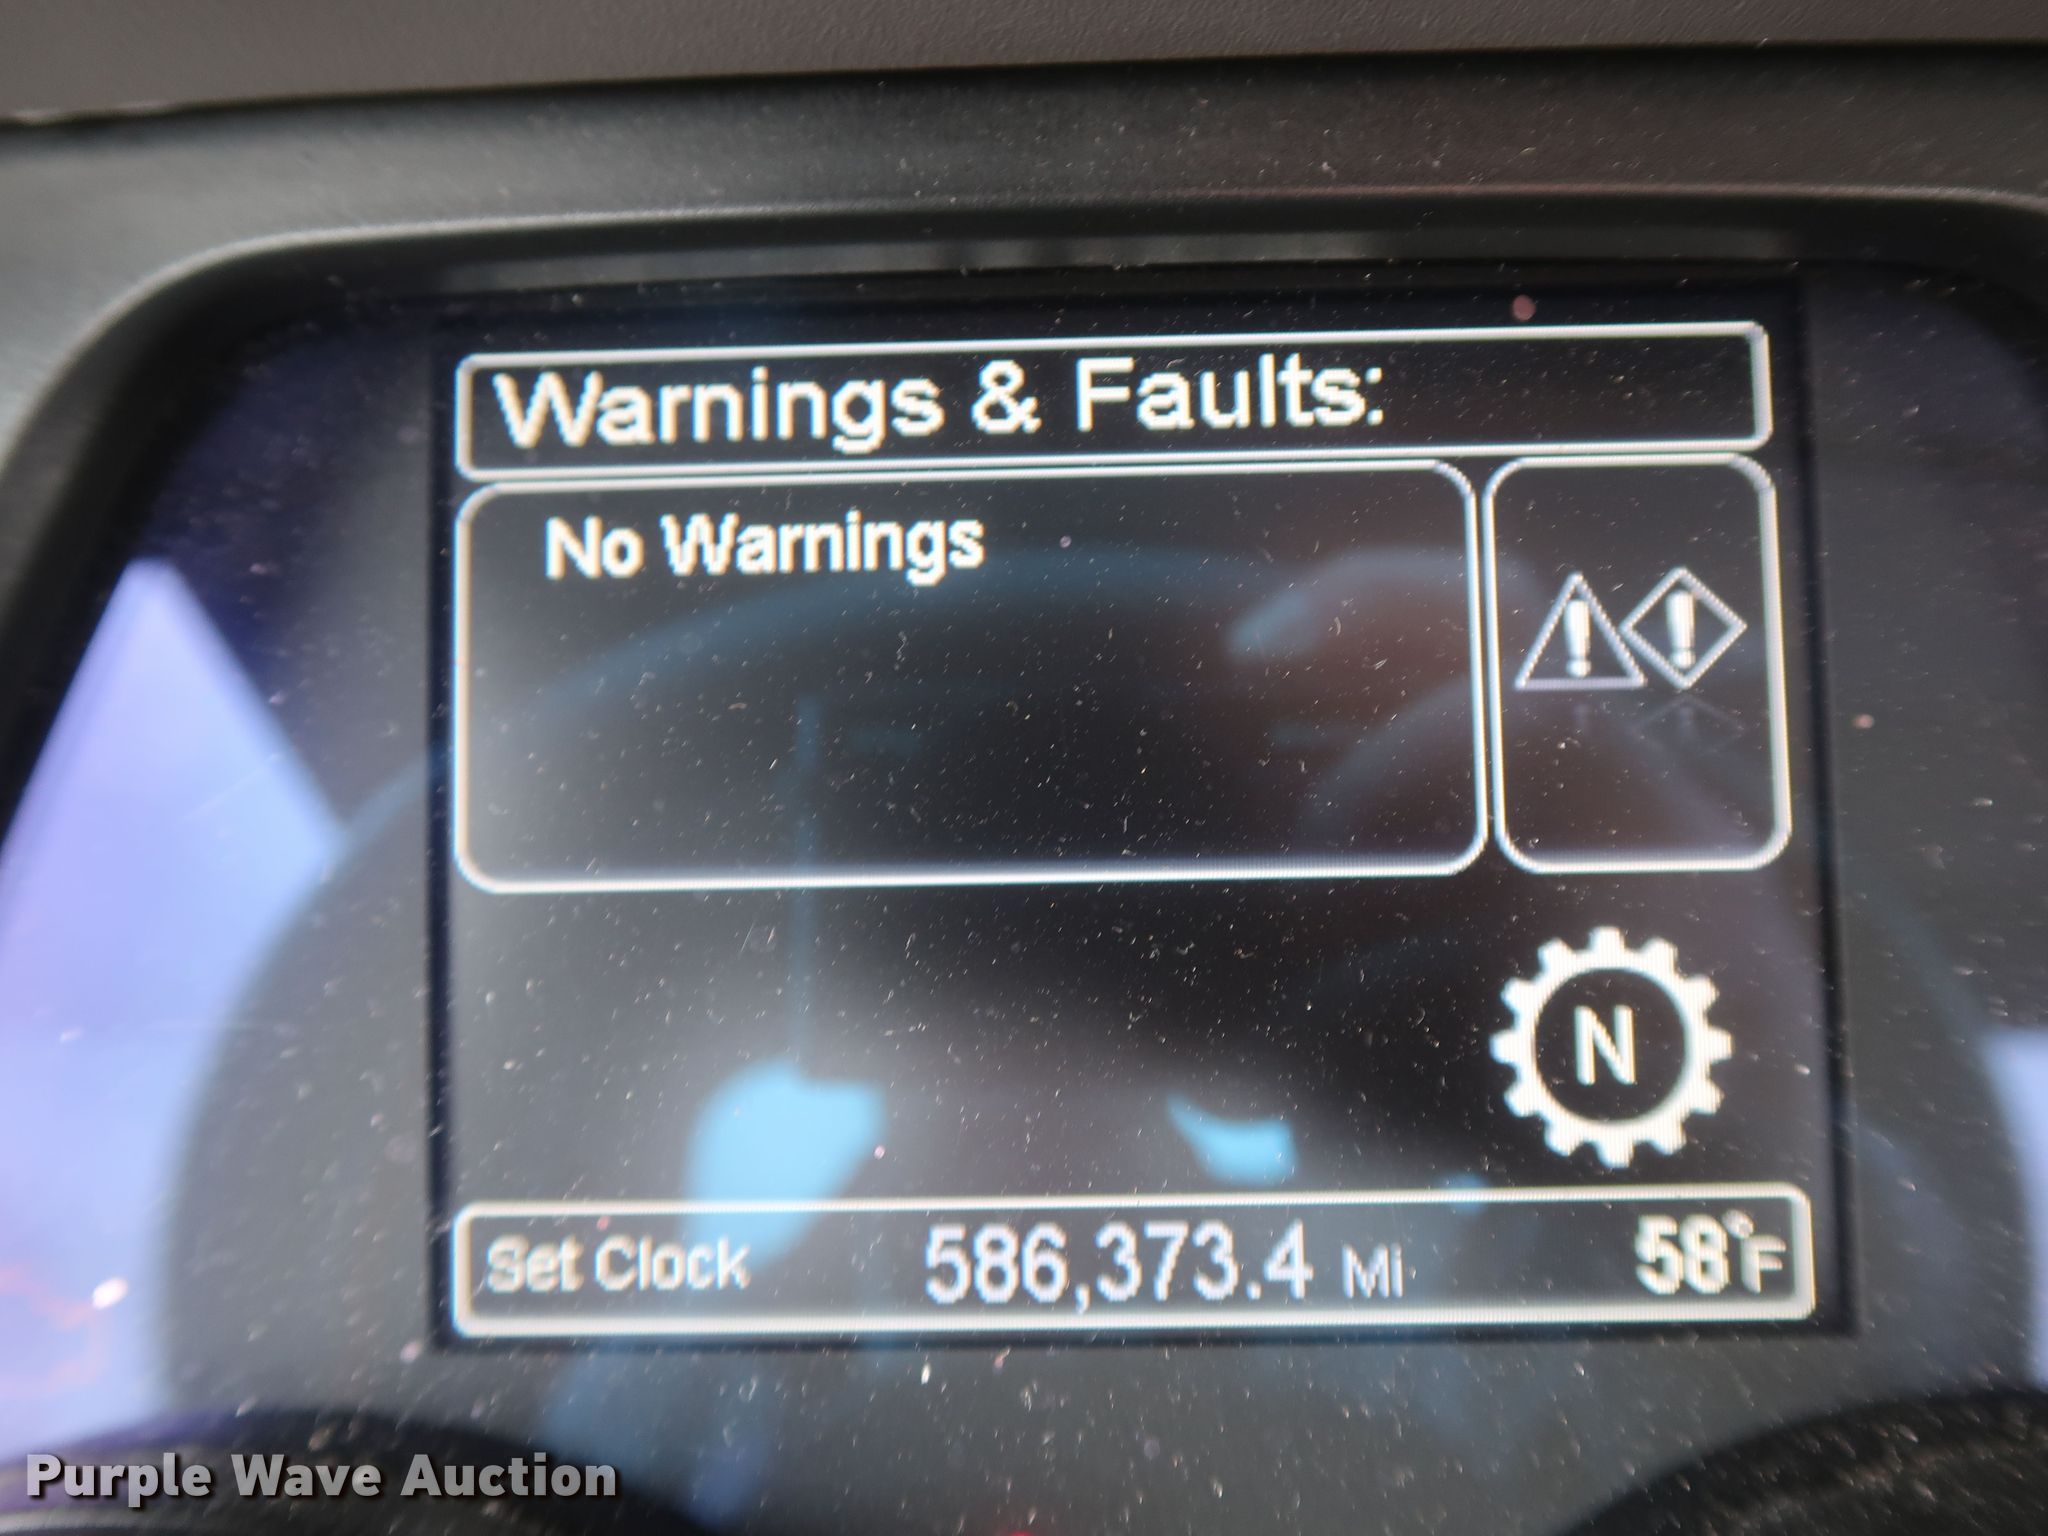 Warnings & Faults:
No Warnings
N
Set Clock 586,373.4 Mi 58°F
Purple Wave Auction